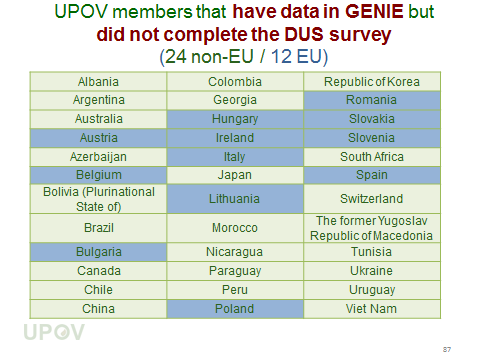 UPOV members that have data in GENIE but
did not complete the DUS survey
(24 non-EU / 12 EU)
Albania Colombia Republic of Korea
Argentina Georgia Romania
Australia Hungary Slovakia
Austria Ireland Slovenia
Azerbaijan Italy South Africa
Belgium Japan Spain
Bolivia (Plurinational
State of) Lithuania Switzerland
Brazil Morocco The former Yugoslav
Republic of Macedonia
Bulgaria Nicaragua Tunisia
Canada Paraguay Ukraine
Chile Peru Uruguay
China Poland Viet Nam
UPOV
87